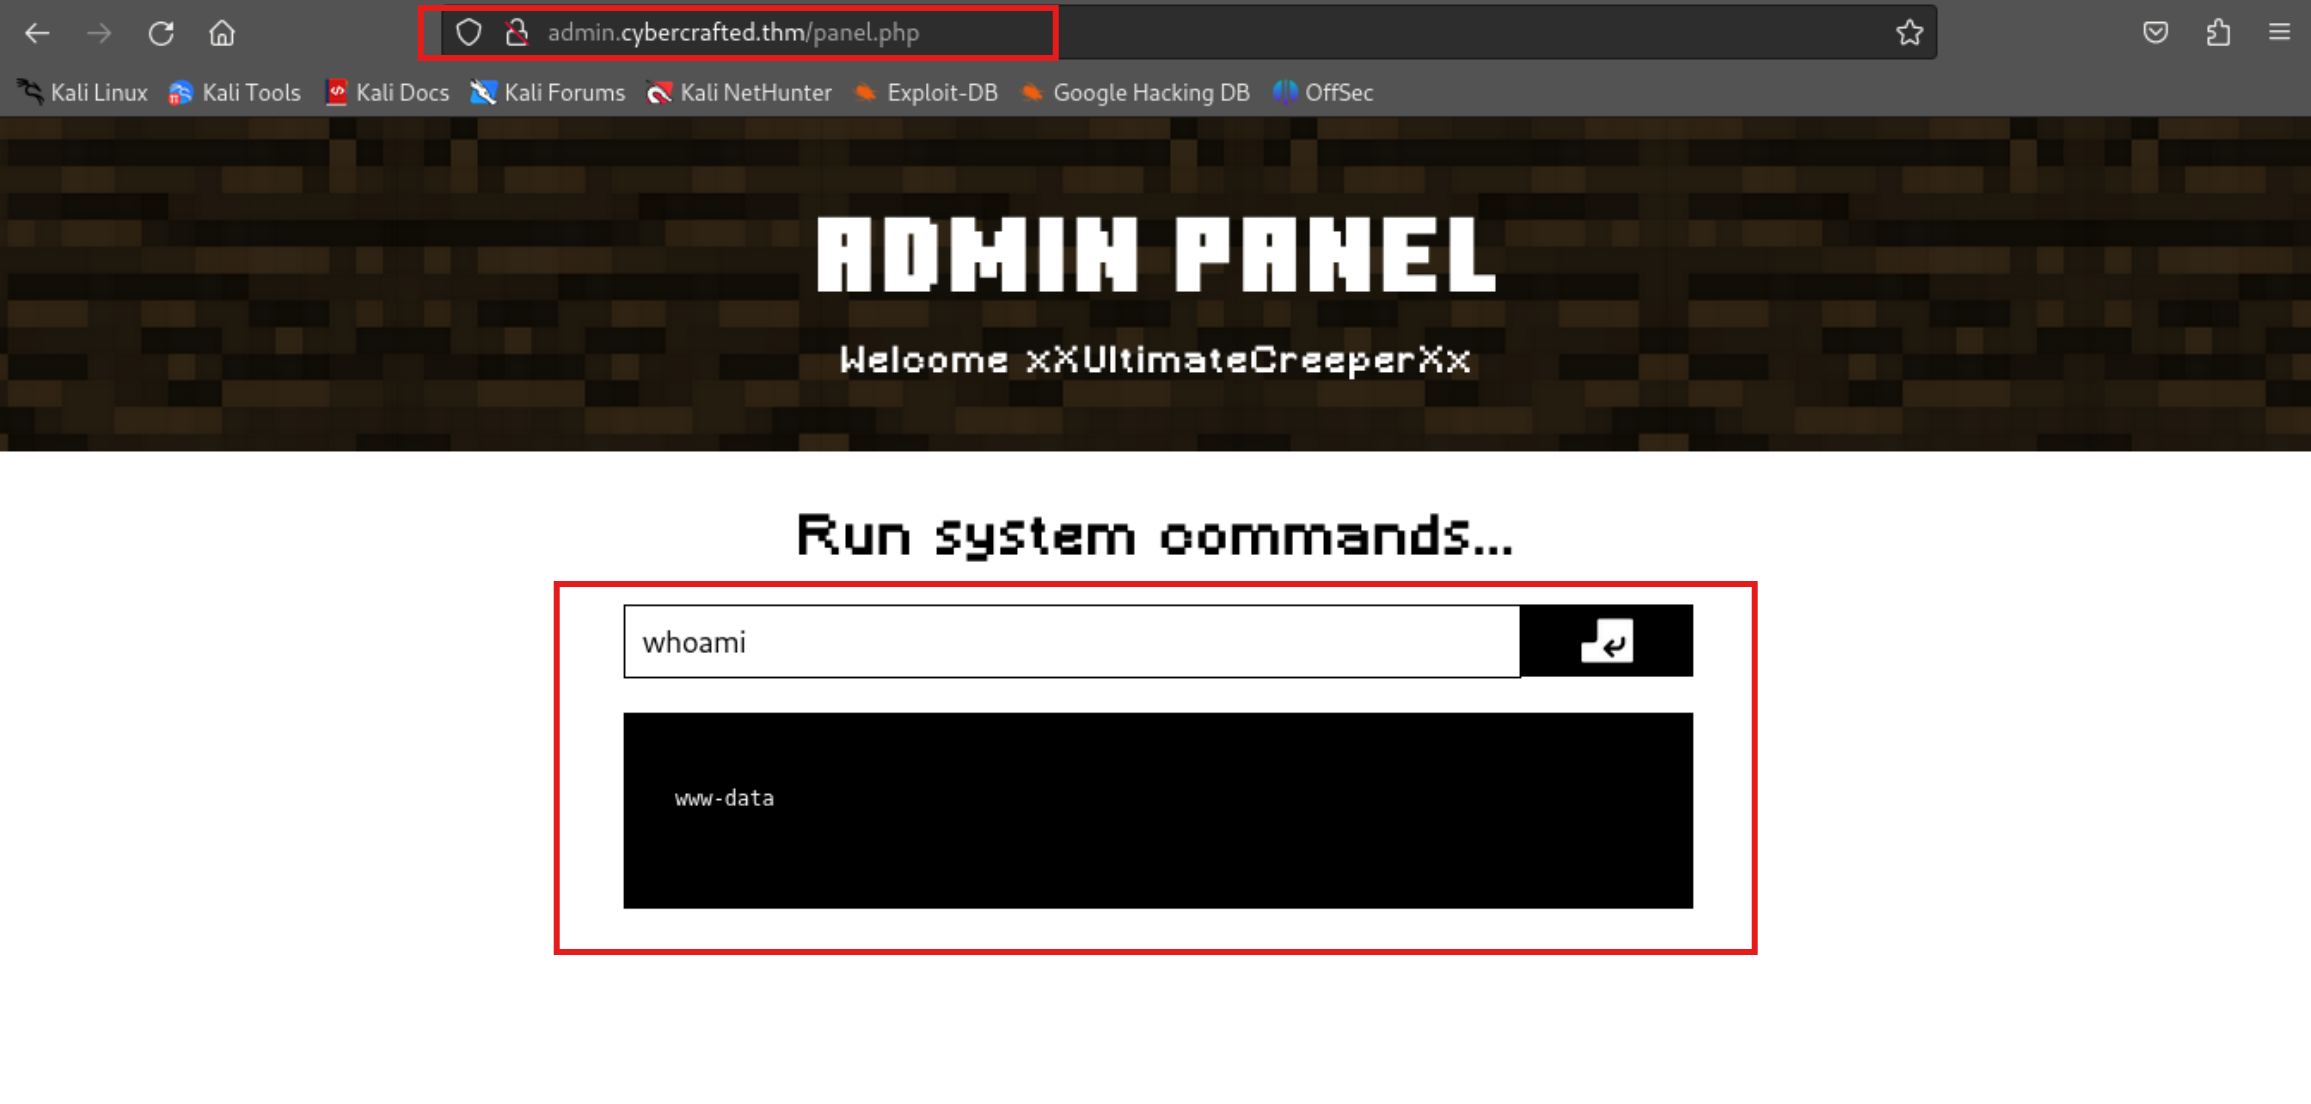 admin.cybercrafted.thm/panel.php
Kali Linux Kali Tools Kali Docs Kali Forums Kali NetHunter Exploit-DB Google Hacking DB OffSec
ADMIN PANEL
Welcome xXUltimateCreeperXx
Run system commands...
whoami
www-data